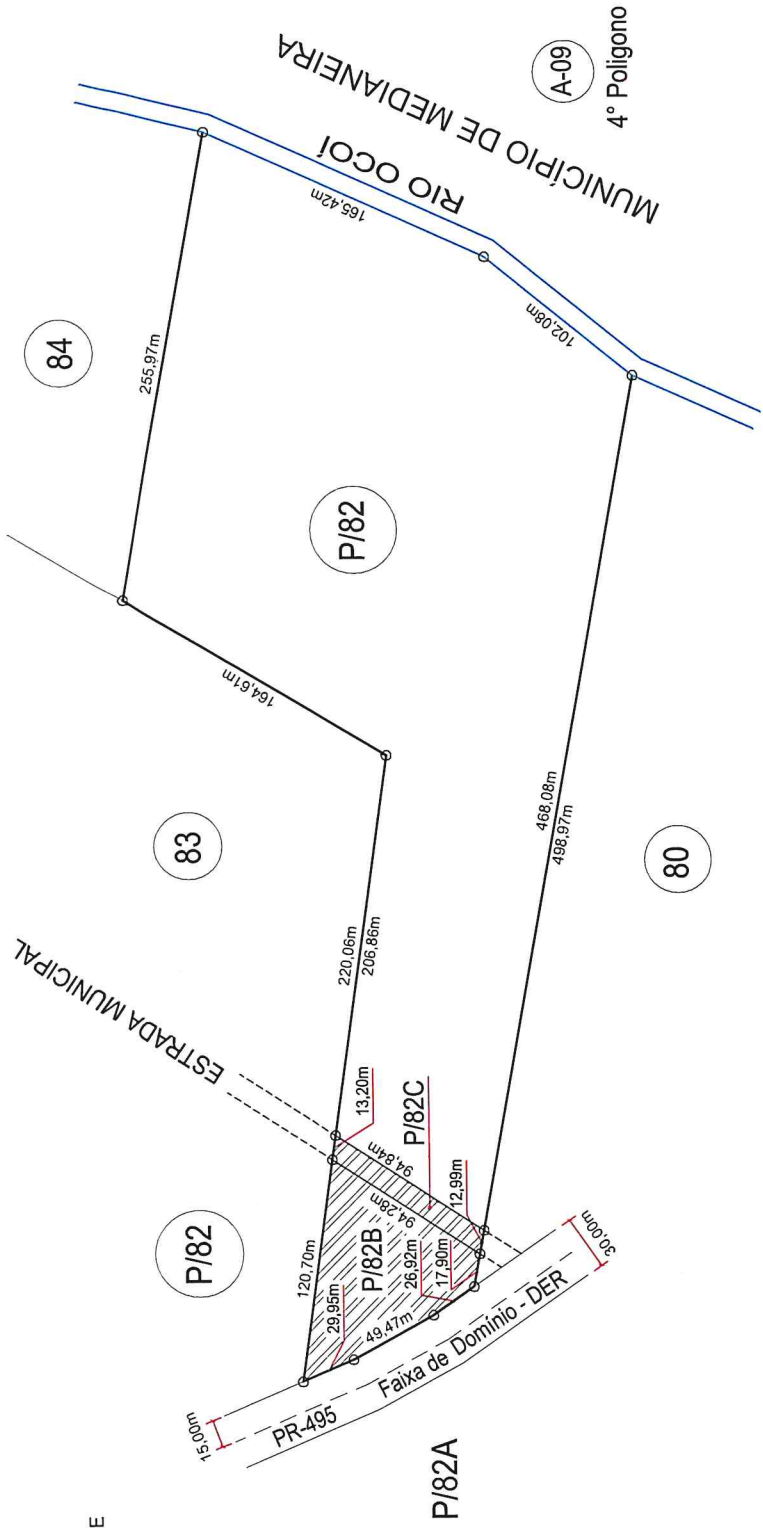 84
255,97m
165,42m
RIO OCOÍ
MUNICÍPIO DE MEDIANEIRA
A-09
4º Poligono
102,08m
P/82
164,61m
83
ESTRADA MUNICIPAL
220,06m
206,86m
468,08m
498,97m
80
P/82
120,70m
13,20m
94,84m
P/82C
94,28m
12,99m
P/82B
29,95m
49,47m
26,92m
17,90m
15,00m
PR-495
Faixa de Domínio - DER
30,00m
P/82A
E